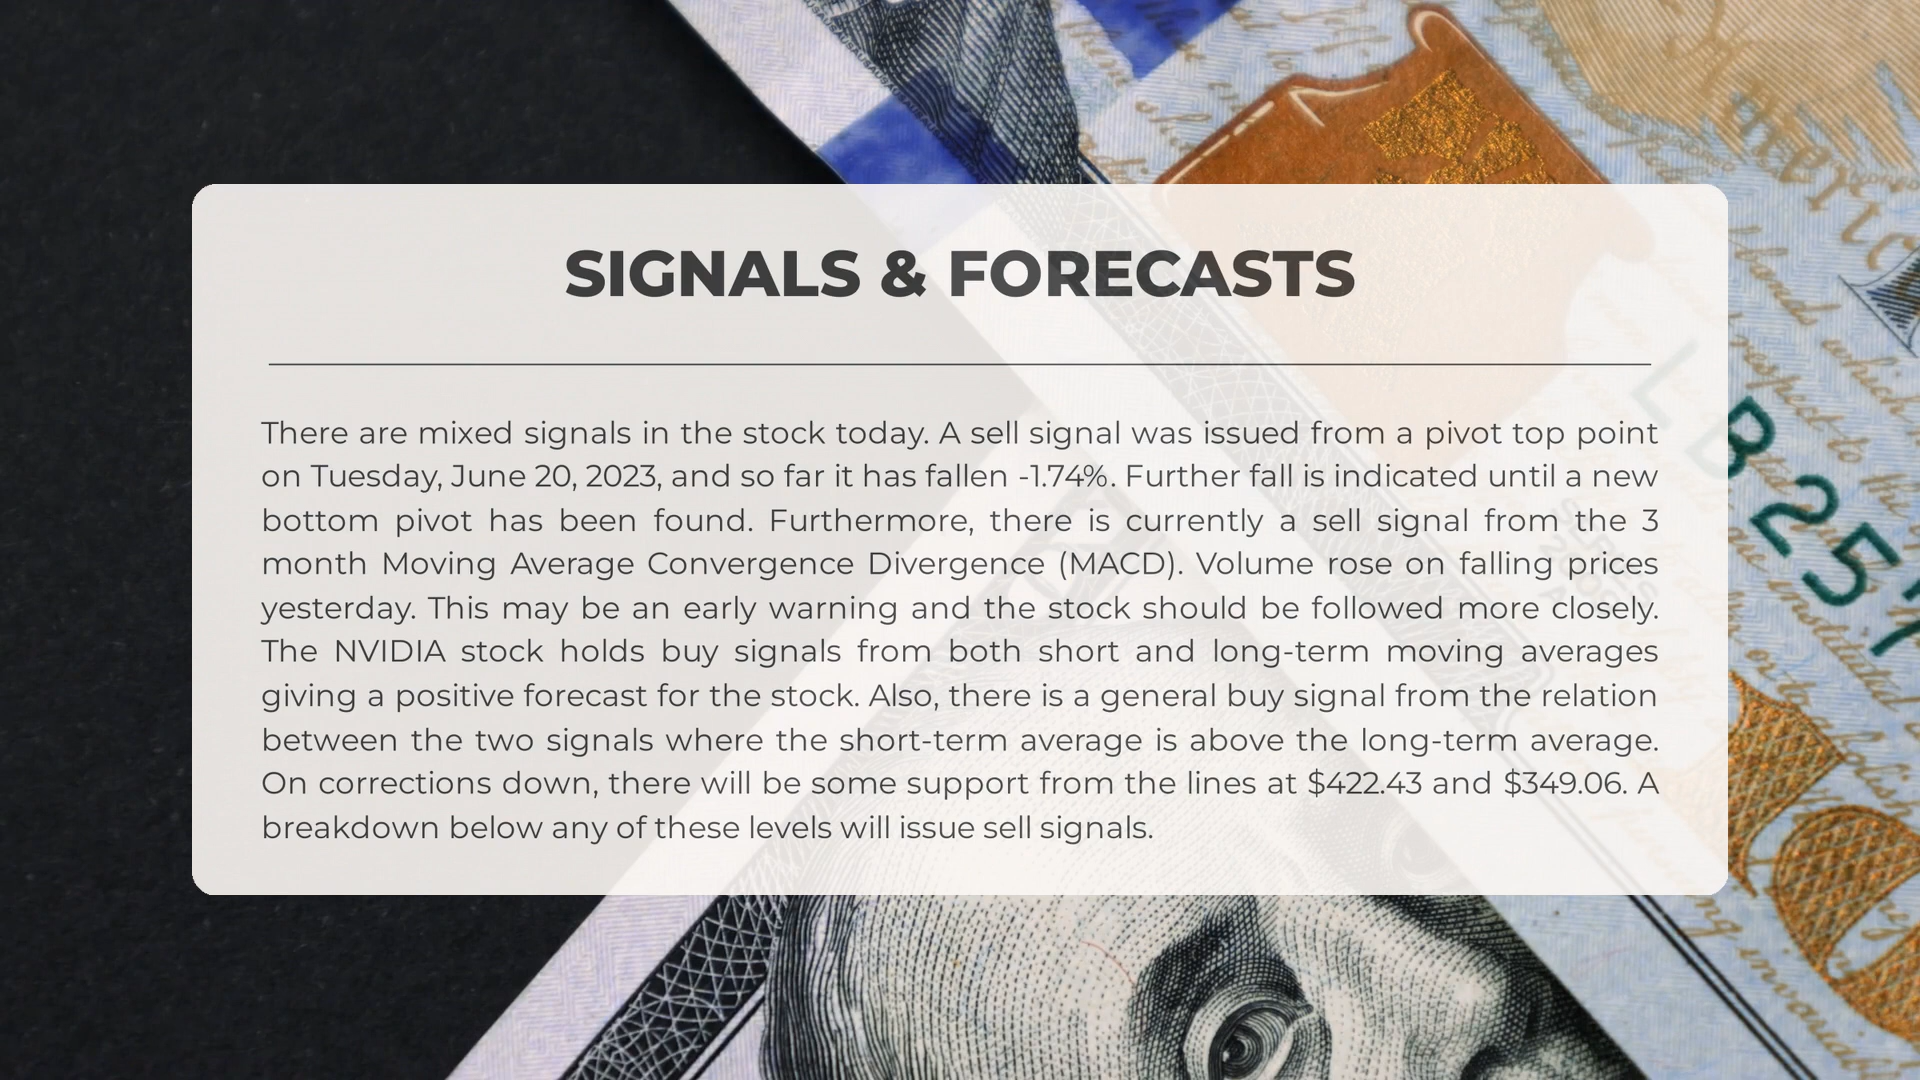 SIGNALS & FORECASTS
There are mixed signals in the stock today. A sell signal was issued from a pivot top point
on Tuesday, June 20, 2023, and so far it has fallen -1.74%. Further fall is indicated until a new
bottom pivot has been found. Furthermore, there is currently a sell signal from the 3
month Moving Average Convergence Divergence (MACD). Volume rose on falling prices
yesterday. This may be an early warning and the stock should be followed more closely.
The NVIDIA stock holds buy signals from both short and long-term moving averages
giving a positive forecast for the stock. Also, there is a general buy signal from the relation
between the two signals where the short-term average is above the long-term average.
On corrections down, there will be some support from the lines at $422.43 and $349.06. A
breakdown below any of these levels will issue sell signals.
LB25